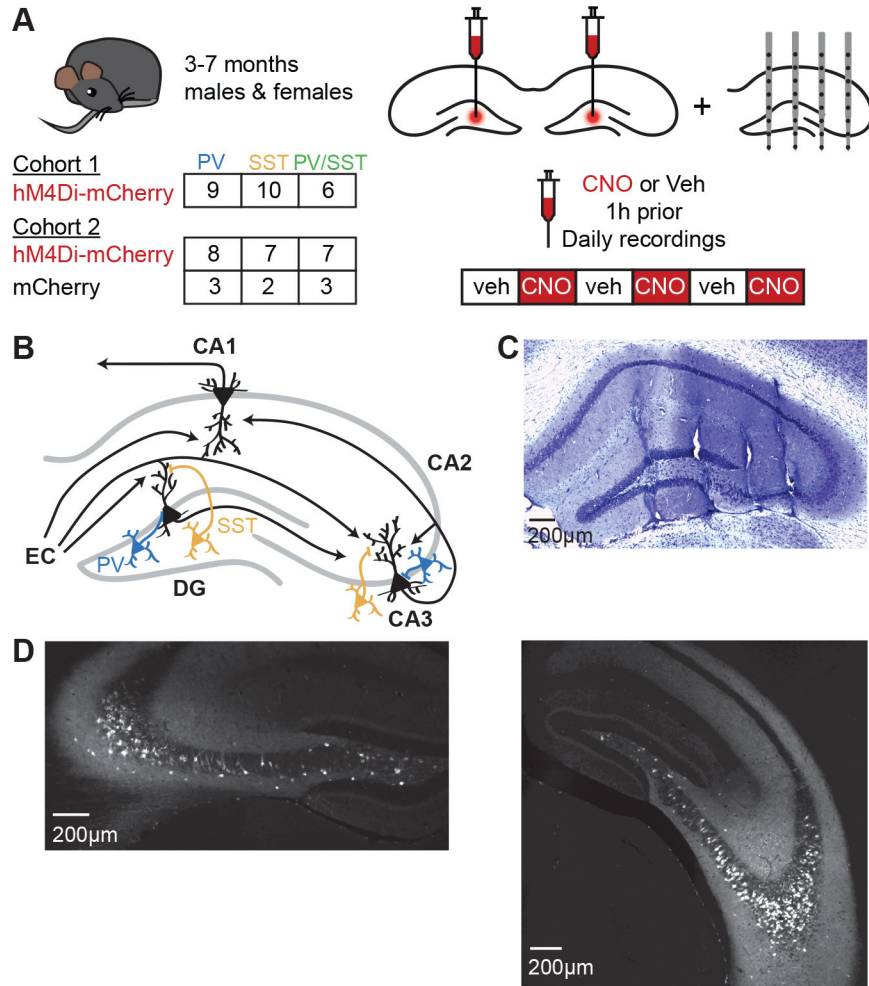 A
3-7 months
males & females
+
PV SST PV/SST
Cohort 1
hM4Di-mCherry 9 10 6
Cohort 2
hM4Di-mCherry 8 7 7
mCherry 3 2 3
CNO or Veh
1h prior
Daily recordings
veh CNO veh CNO veh CNO
B
CA1
CA2
SST
EC
PV
DG
CA3
C
200µm
D
200µm
200µm